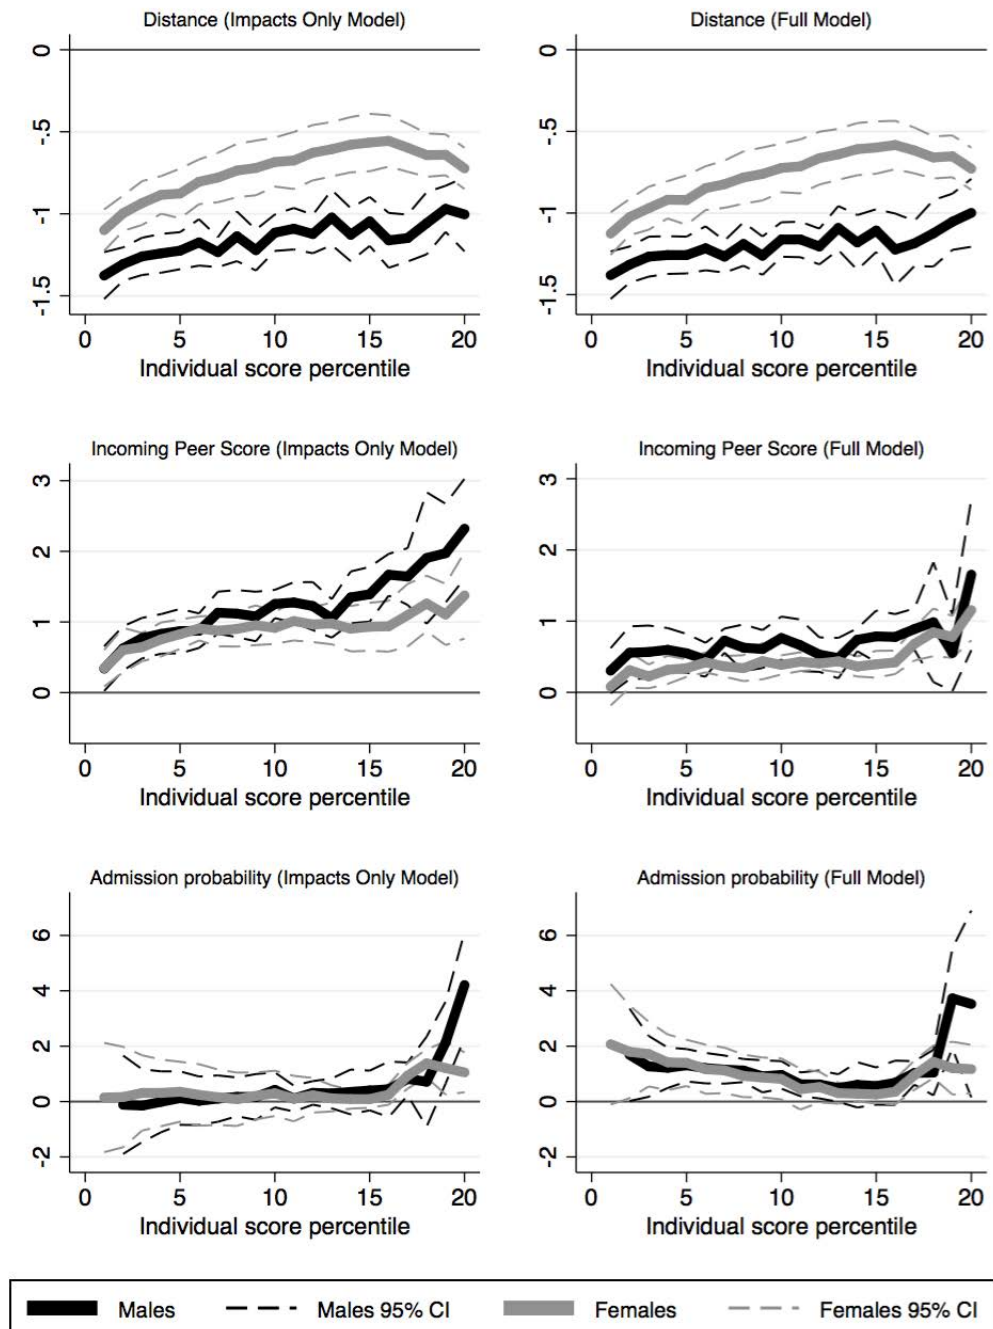 Distance (Impacts Only Model)
0
-.5
-1
-1.5
0 5 10 15 20
Individual score percentile
Distance (Full Model)
0
-.5
-1
-1.5
0 5 10 15 20
Individual score percentile
Incoming Peer Score (Impacts Only Model)
3
2
1
0
0 5 10 15 20
Individual score percentile
Incoming Peer Score (Full Model)
3
2
1
0
0 5 10 15 20
Individual score percentile
Admission probability (Impacts Only Model)
6
4
2
0
-2
0 5 10 15 20
Individual score percentile
Admission probability (Full Model)
6
4
2
0
-2
0 5 10 15 20
Individual score percentile
Males Males 95% CI Females Females 95% CI